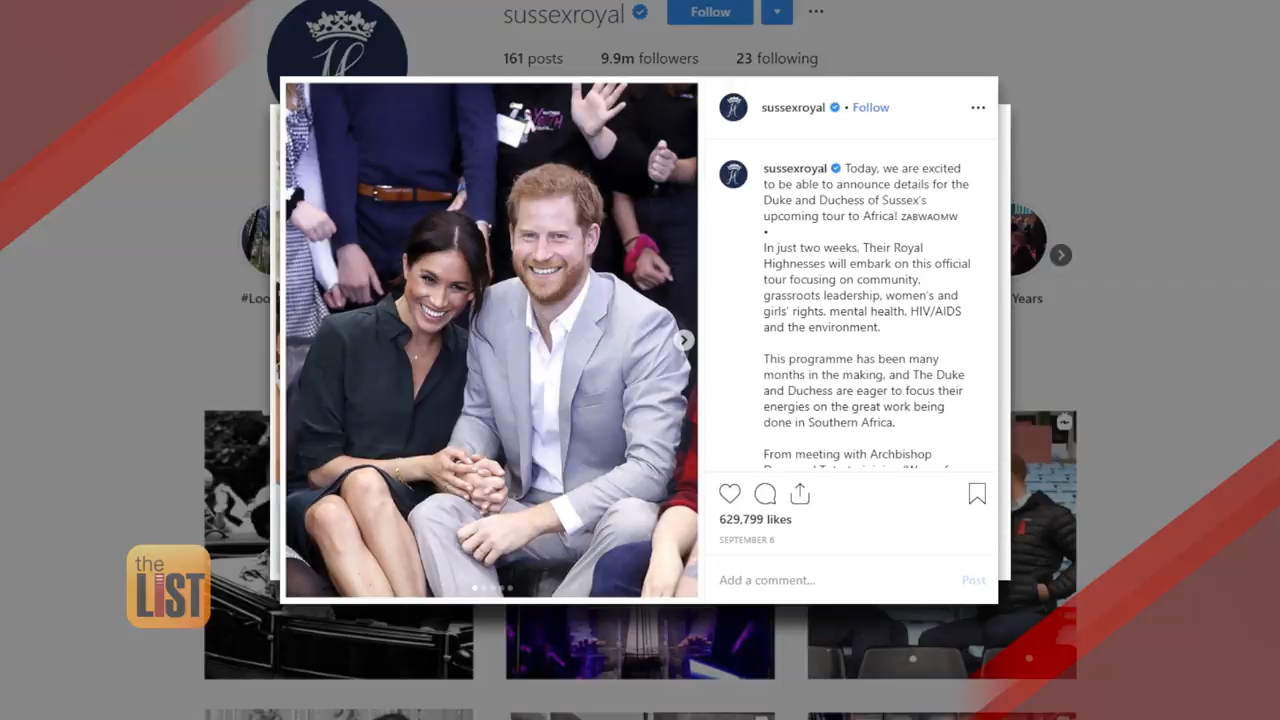 sussexroyal Follow
161 posts 9.9m followers 23 following
sussexroyal • Follow
sussexroyal Today, we are excited
to be able to announce details for the
Duke and Duchess of Sussex's
upcoming tour to Africa! ZABWAOMW
•
In just two weeks, Their Royal
Highnesses will embark on this official
tour focusing on community,
grassroots leadership, women's and
girls' rights, mental health, HIV/AIDS
and the environment.
This programme has been many
months in the making, and The Duke
and Duchess are eager to focus their
energies on the great work being
done in Southern Africa.
From meeting with Archbishop
629,799 likes
SEPTEMBER 6
Add a comment... Post
#Loo
Years
the
LIST